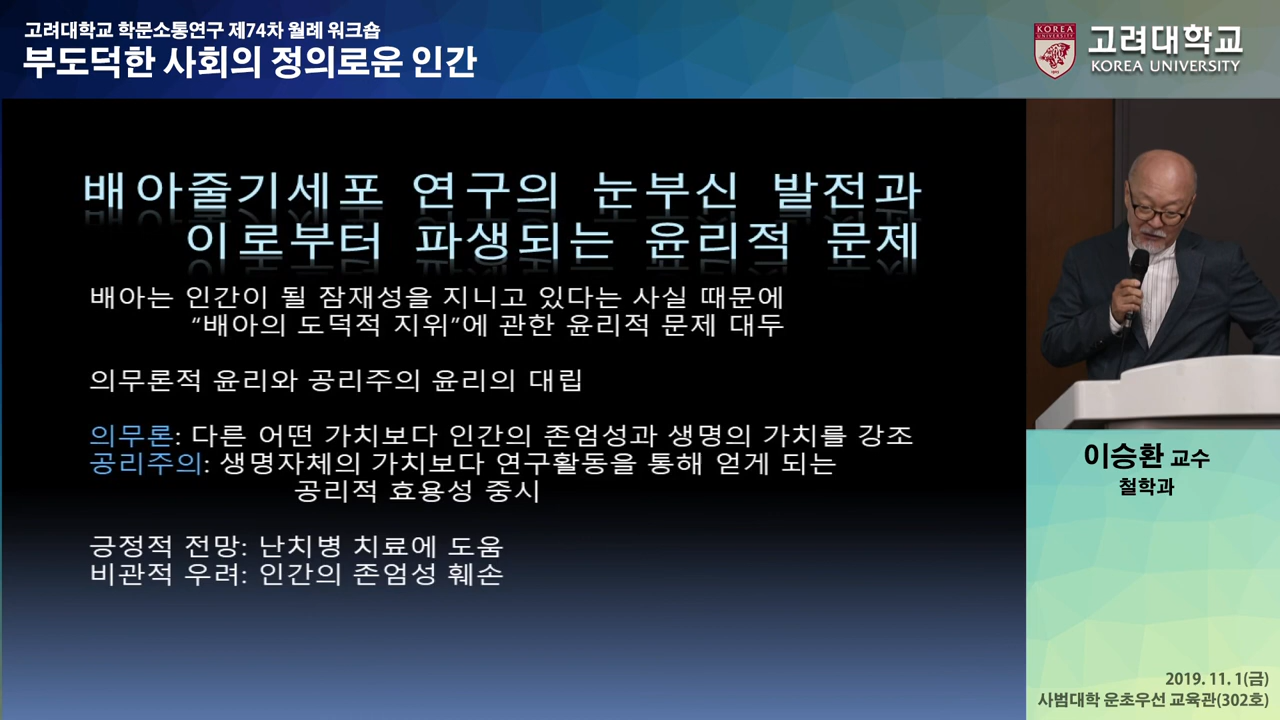 고려대학교 학문소통연구 제74차 월례 워크숍
부도덕한 사회의 정의로운 인간
KOREA
UNIVERSITY
1905
고려대학교
KOREA UNIVERSITY
배아줄기세포 연구의 눈부신 발전과
이로부터 파생되는 윤리적 문제
배아는 인간이 될 잠재성을 지니고 있다는 사실 때문에
“배아의 도덕적 지위”에 관한 윤리적 문제 대두
의무론적 윤리와 공리주의 윤리의 대립
의무론: 다른 어떤 가치보다 인간의 존엄성과 생명의 가치를 강조
공리주의: 생명자체의 가치보다 연구활동을 통해 얻게 되는
공리적 효용성 중시
긍정적 전망: 난치병 치료에 도움
비관적 우려: 인간의 존엄성 훼손
이승환 교수
철학과
2019. 11. 1(금)
사범대학 운초우선 교육관(302호)